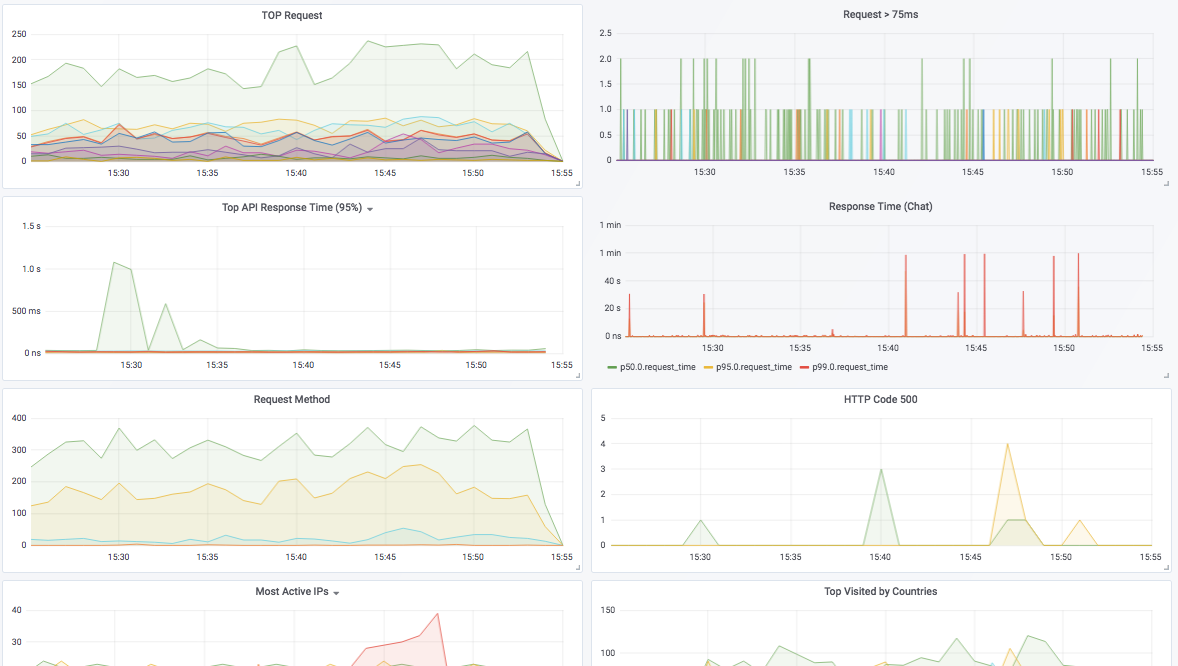 TOP Request
250
200
150
100
50
0
15:30 15:35 15:40 15:45 15:50 15:55
Request > 75ms
2.5
2.0
1.5
1.0
0.5
0
15:30 15:35 15:40 15:45 15:50 15:55
Top API Response Time (95%)
1.5 s
1.0 s
500 ms
0 ns
15:30 15:35 15:40 15:45 15:50 15:55
Response Time (Chat)
1 min
1 min
40 s
20 s
0 ns
15:30 15:35 15:40 15:45 15:50 15:55
p50.0.request_time p95.0.request_time p99.0.request_time
Request Method
400
300
200
100
0
15:30 15:35 15:40 15:45 15:50 15:55
HTTP Code 500
5
4
3
2
1
0
15:30 15:35 15:40 15:45 15:50 15:55
Most Active IPs
40
30
Top Visited by Countries
150
100